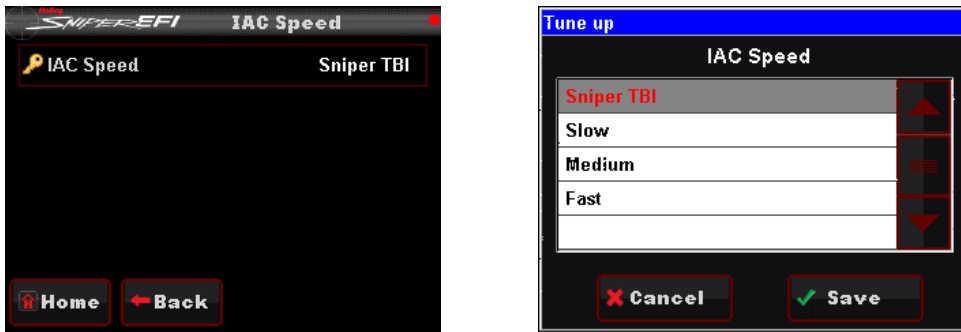 Holley
SNIPER EFI IAC Speed
IAC Speed Sniper TBI
H Home Back
Tune up
IAC Speed
Sniper TBI
Slow
Medium
Fast
Cancel Save